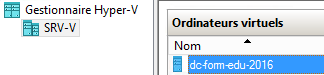 Gestionnaire Hyper-V
SRV-V
Ordinateurs virtuels
Nom
dc-form-edu-2016